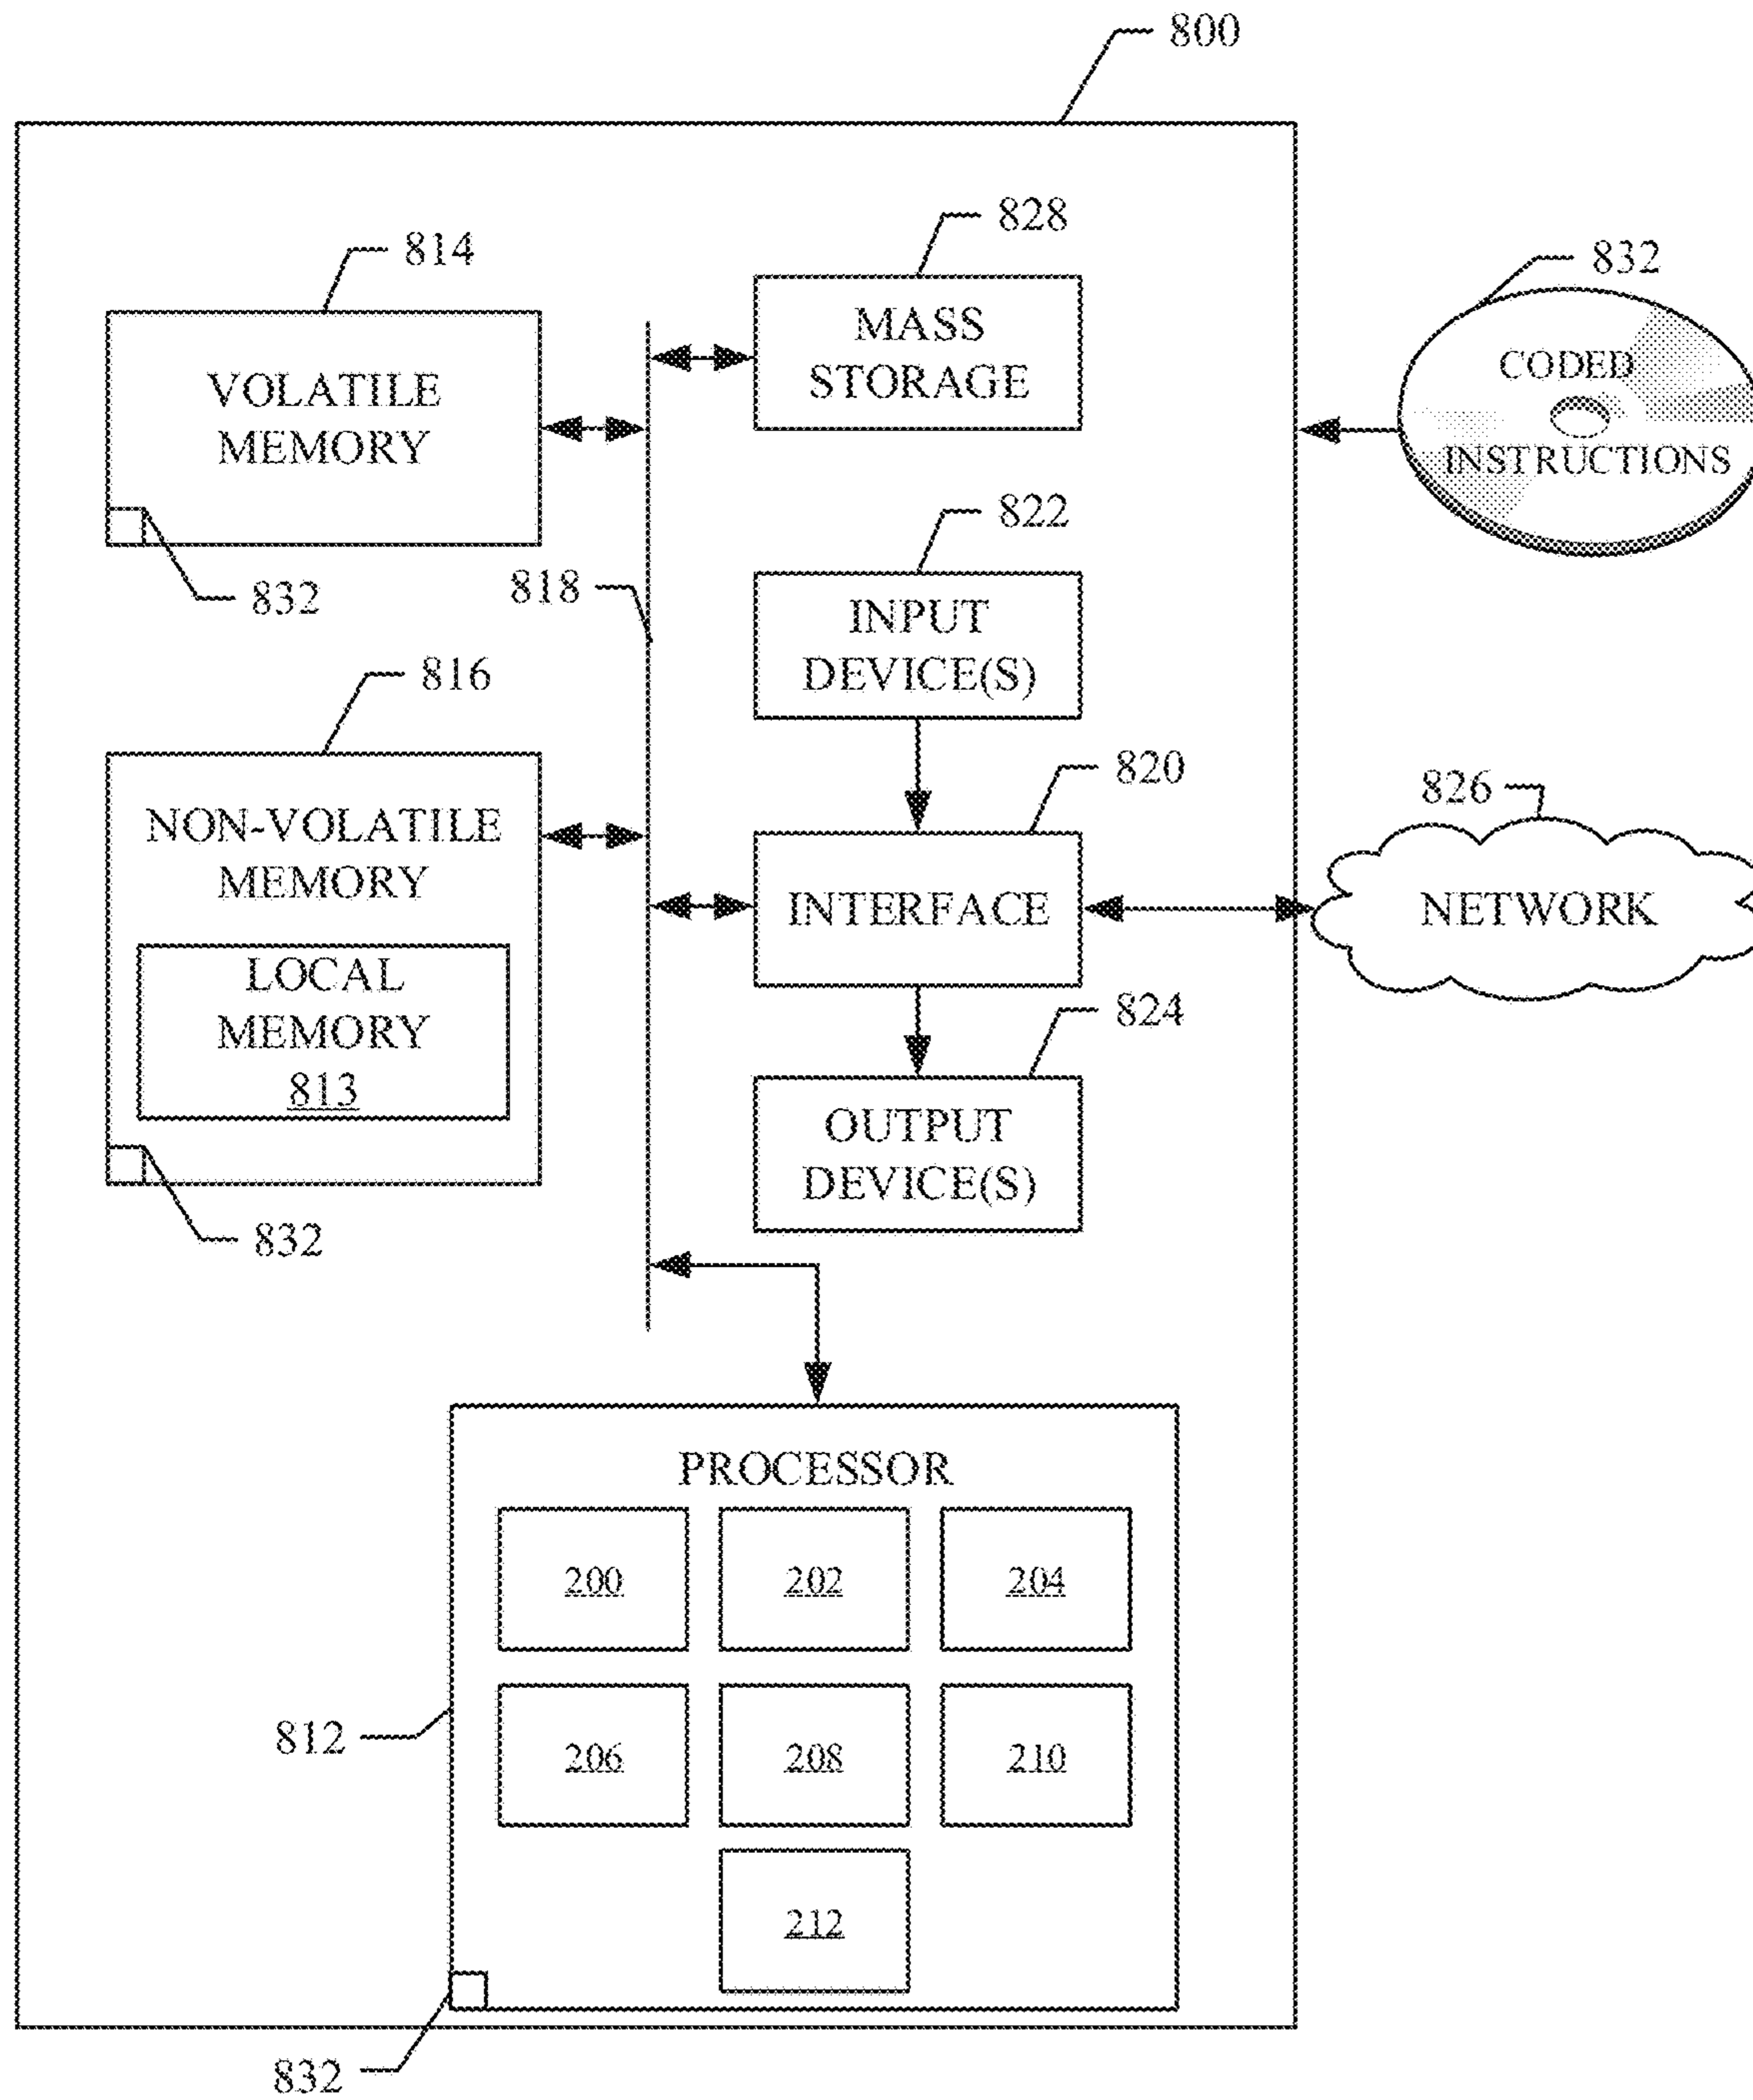 800
828
814
832
MASS
STORAGE
VOLATILE
MEMORY
CODED
INSTRUCTIONS
822
832
818
INPUT
DEVICE(S)
816
820
826
NON-VOLATILE
MEMORY
INTERFACE
NETWORK
LOCAL
MEMORY
813
824
OUTPUT
DEVICE(S)
832
PROCESSOR
200 202 204
812
206 208 210
212
832